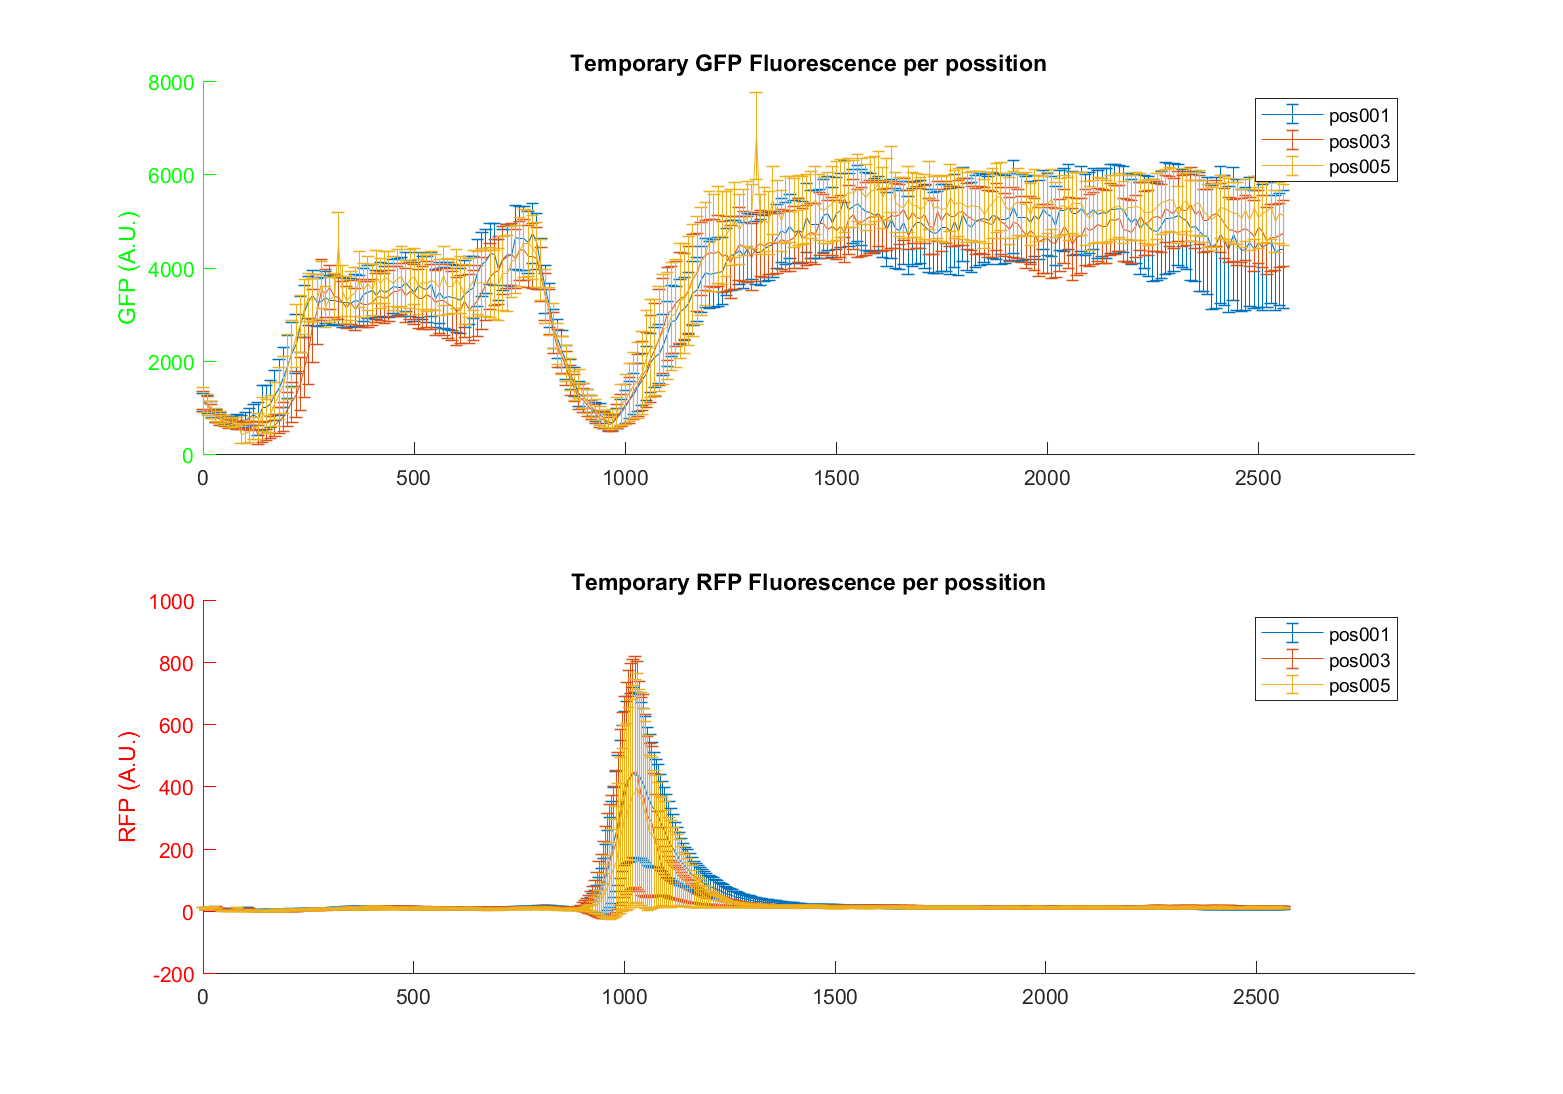 Temporary GFP Fluorescence per possition
8000
6000
4000
2000
0
GFP (A.U.)
0 500 1000 1500 2000 2500
pos001
pos003
pos005
Temporary RFP Fluorescence per possition
1000
800
600
400
200
0
-200
RFP (A.U.)
0 500 1000 1500 2000 2500
pos001
pos003
pos005